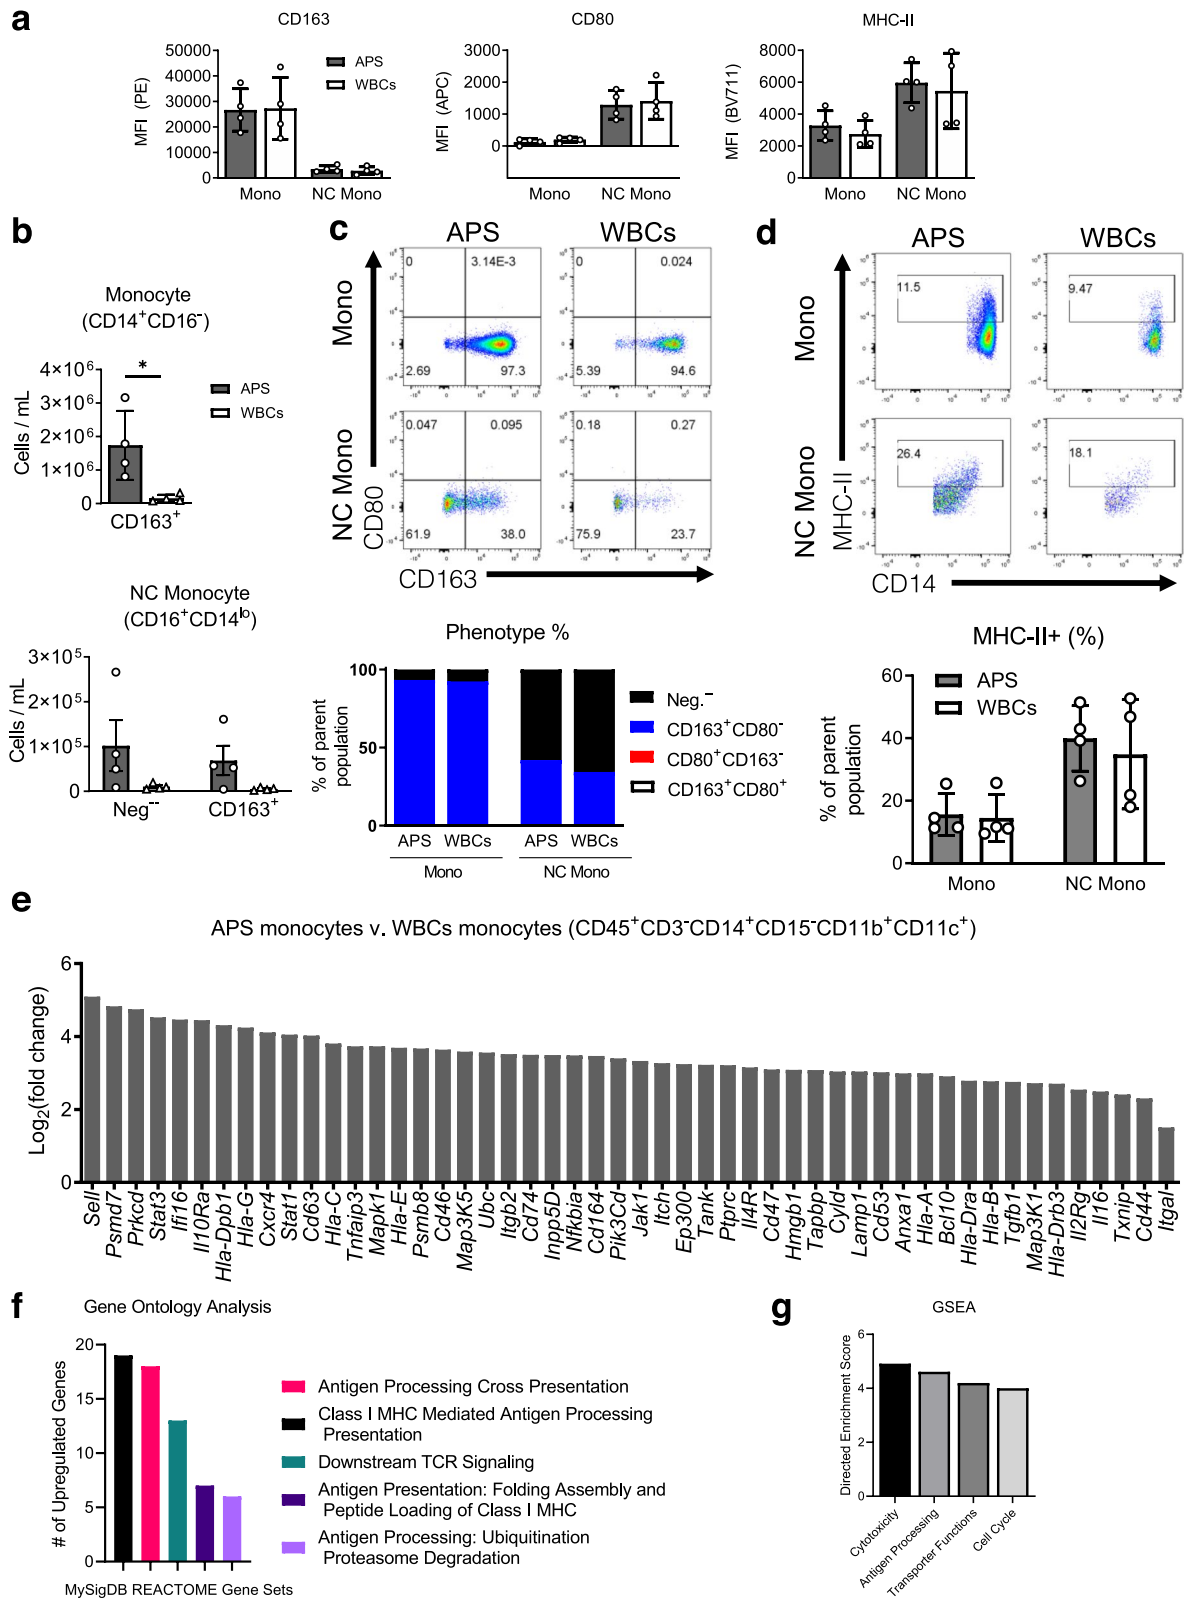 a
CD163
CD80
MHC-II
MFI (PE)
50000
40000
30000
20000
10000
0
APS
WBCs
Mono
NC Mono
MFI (APC)
3000
2000
1000
0
Mono
NC Mono
MFI (BV711)
8000
6000
4000
2000
0
Mono
NC Mono
b
Monocyte
(CD14⁺CD16⁻)
Cells / mL
4×10⁶
3×10⁶
2×10⁶
1×10⁶
0
*
APS
WBCs
CD163⁺
NC Monocyte
(CD16⁺CD14ˡᵒ)
Cells / mL
3×10⁵
2×10⁵
1×10⁵
0
Neg⁻⁻
CD163⁺
c
APS
WBCs
Mono
0
3.14E-3
2.69
97.3
0
0.024
5.39
94.6
NC Mono
0.047
0.095
61.9
38.0
0.18
0.27
75.9
23.7
CD80
CD163
Phenotype %
% of parent
population
100
50
0
APS
WBCs
APS
WBCs
Mono
NC Mono
Neg.⁻
CD163⁺CD80⁻
CD80⁺CD163⁻
CD163⁺CD80⁺
d
APS
WBCs
Mono
11.5
9.47
NC Mono
26.4
18.1
MHC-II
CD14
MHC-II+ (%)
% of parent
population
60
40
20
0
APS
WBCs
Mono
NC Mono
e
APS monocytes v. WBCs monocytes (CD45⁺CD3⁻CD14⁺CD15⁻CD11b⁺CD11c⁺)
Log₂(fold change)
6
4
2
0
Sell
Psmd7
Prkcd
Stat3
Ifi16
Il10Ra
Hla-Dpb1
Hla-G
Cxcr4
Stat1
Cd63
Hla-C
Tnfaip3
Mapk1
Hla-E
Psmb8
Cd46
Map3K5
Ubc
Itgb2
Cd74
Inpp5D
Nfkbia
Cd164
Pik3Cd
Jak1
Itch
Ep300
Tank
Ptprc
Il4R
Cd47
Hmgb1
Tapbp
Cyld
Lamp1
Cd53
Anxa1
Hla-A
Bcl10
Hla-Dra
Hla-B
Tgfb1
Map3K1
Hla-Drb3
Il2Rg
Il16
Txnip
Cd44
Itgal
f
Gene Ontology Analysis
# of Upregulated Genes
20
15
10
5
0
MySigDB REACTOME Gene Sets
Antigen Processing Cross Presentation
Class I MHC Mediated Antigen Processing
Presentation
Downstream TCR Signaling
Antigen Presentation: Folding Assembly and
Peptide Loading of Class I MHC
Antigen Processing: Ubiquitination
Proteasome Degradation
g
GSEA
Directed Enrichment Score
6
4
2
0
Cytotoxicity
Antigen Processing
Transporter Functions
Cell Cycle